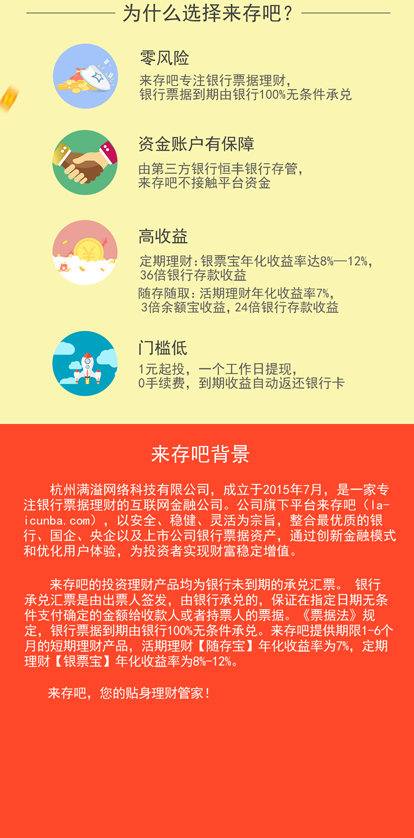 为什么选择来存吧?
零风险
来存吧专注银行票据理财,
银行票据到期由银行100%无条件承兑
资金账户有保障
由第三方银行恒丰银行存管,
来存吧不接触平台资金
高收益
定期理财:银票宝年化收益率达8%—12%,
36倍银行存款收益
随存随取:活期理财年化收益率7%,
3倍余额宝收益,24倍银行存款收益
门槛低
1元起投,一个工作日提现,
0手续费,到期收益自动返还银行卡
来存吧背景
杭州满溢网络科技有限公司，成立于2015年7月，是一家专
注银行票据理财的互联网金融公司。公司旗下平台来存吧（la-
icunba.com），以安全、稳健、灵活为宗旨，整合最优质的银
行、国企、央企以及上市公司银行票据资产，通过创新金融模式
和优化用户体验，为投资者实现财富稳定增值。
来存吧的投资理财产品均为银行未到期的承兑汇票。 银行
承兑汇票是由出票人签发，由银行承兑的，保证在指定日期无条
件支付确定的金额给收款人或者持票人的票据。《票据法》规
定，银行票据到期由银行100%无条件承兑。来存吧提供期限1-6个
月的短期理财产品，活期理财【随存宝】年化收益率为7%，定期
理财【银票宝】年化收益率为8%-12%。
来存吧，您的贴身理财管家！